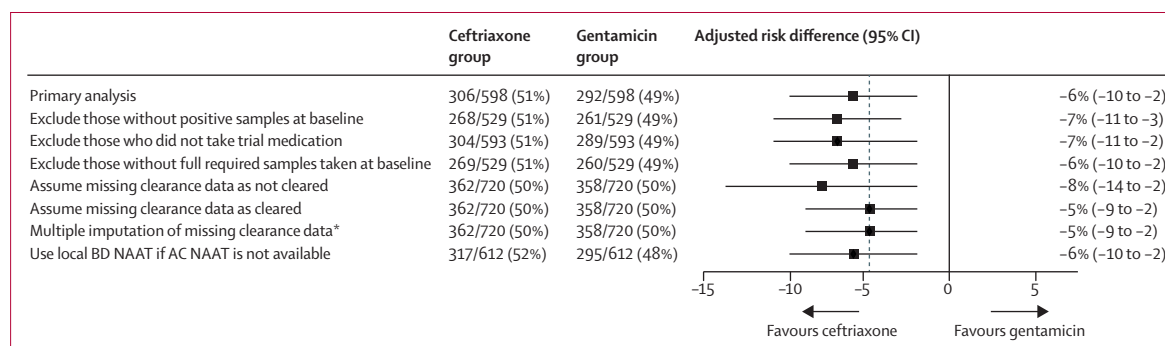 Ceftriaxone group Gentamicin group Adjusted risk difference (95% CI)
Primary analysis 306/598 (51%) 292/598 (49%) –6% (–10 to –2)
Exclude those without positive samples at baseline 268/529 (51%) 261/529 (49%) –7% (–11 to –3)
Exclude those who did not take trial medication 304/593 (51%) 289/593 (49%) –7% (–11 to –2)
Exclude those without full required samples taken at baseline 269/529 (51%) 260/529 (49%) –6% (–10 to –2)
Assume missing clearance data as not cleared 362/720 (50%) 358/720 (50%) –8% (–14 to –2)
Assume missing clearance data as cleared 362/720 (50%) 358/720 (50%) –5% (–9 to –2)
Multiple imputation of missing clearance data* 362/720 (50%) 358/720 (50%) –5% (–9 to –2)
Use local BD NAAT if AC NAAT is not available 317/612 (52%) 295/612 (48%) –6% (–10 to –2)
–15 –10 –5 0 5
Favours ceftriaxone Favours gentamicin